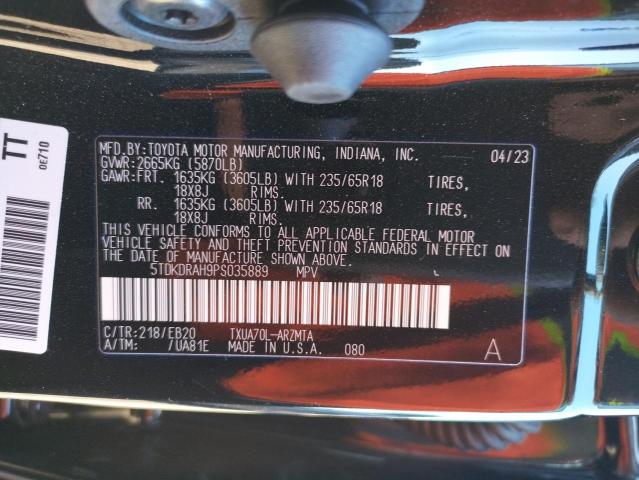 TT
0E710
MFD.BY:TOYOTA MOTOR MANUFACTURING, INDIANA, INC. 04/23
GVWR:2665KG (5870LB)
GAWR:FRT. 1635KG (3605LB) WITH 235/65R18 TIRES,
18X8J RIMS,
RR. 1635KG (3605LB) WITH 235/65R18 TIRES,
18X8J RIMS.
THIS VEHICLE CONFORMS TO ALL APPLICABLE FEDERAL MOTOR
VEHICLE SAFETY AND THEFT PREVENTION STANDARDS IN EFFECT ON
THE DATE OF MANUFACTURE SHOWN ABOVE.
5TDKDRAH9PS035889 MPV L
C/TR:218/EB20 TXUA70L-ARZMTA
A/TM: /UA81E MADE IN U.S.A. 080 A